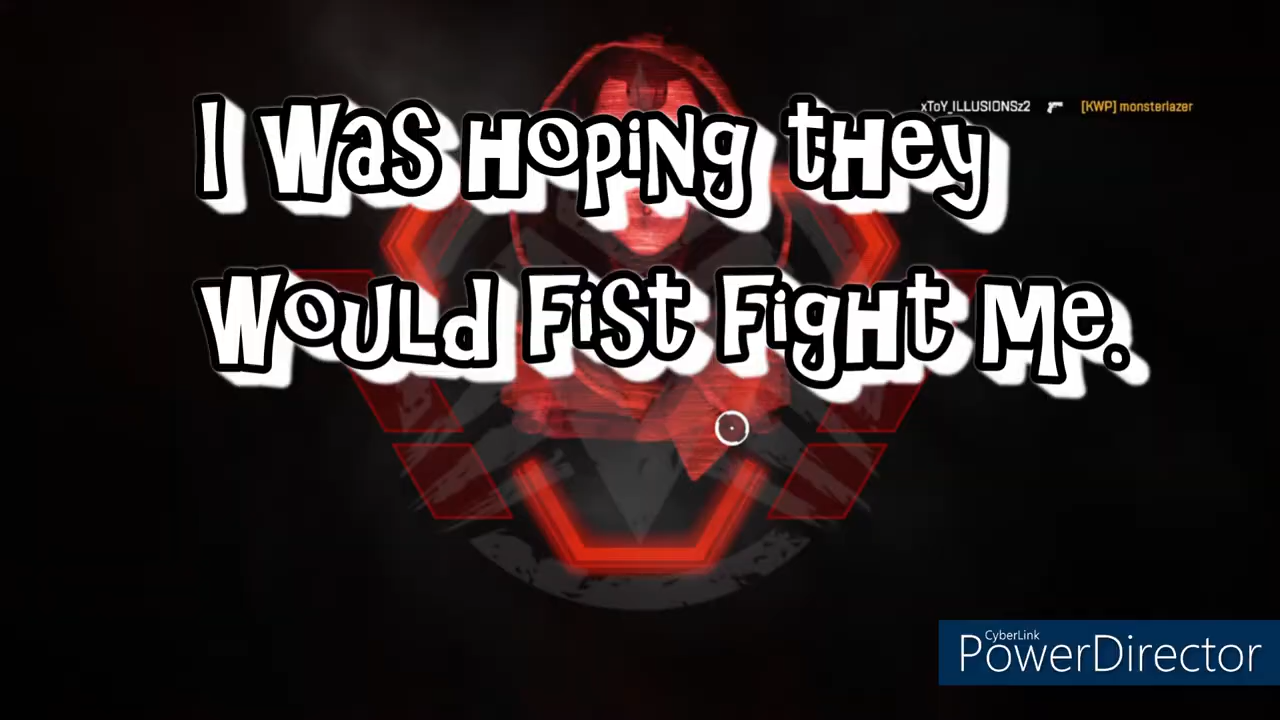 xToY_ILLUSIONSz2 [KWP] monsterlazer
I Was Hoping they
Would Fist Fight Me.
CyberLink
PowerDirector